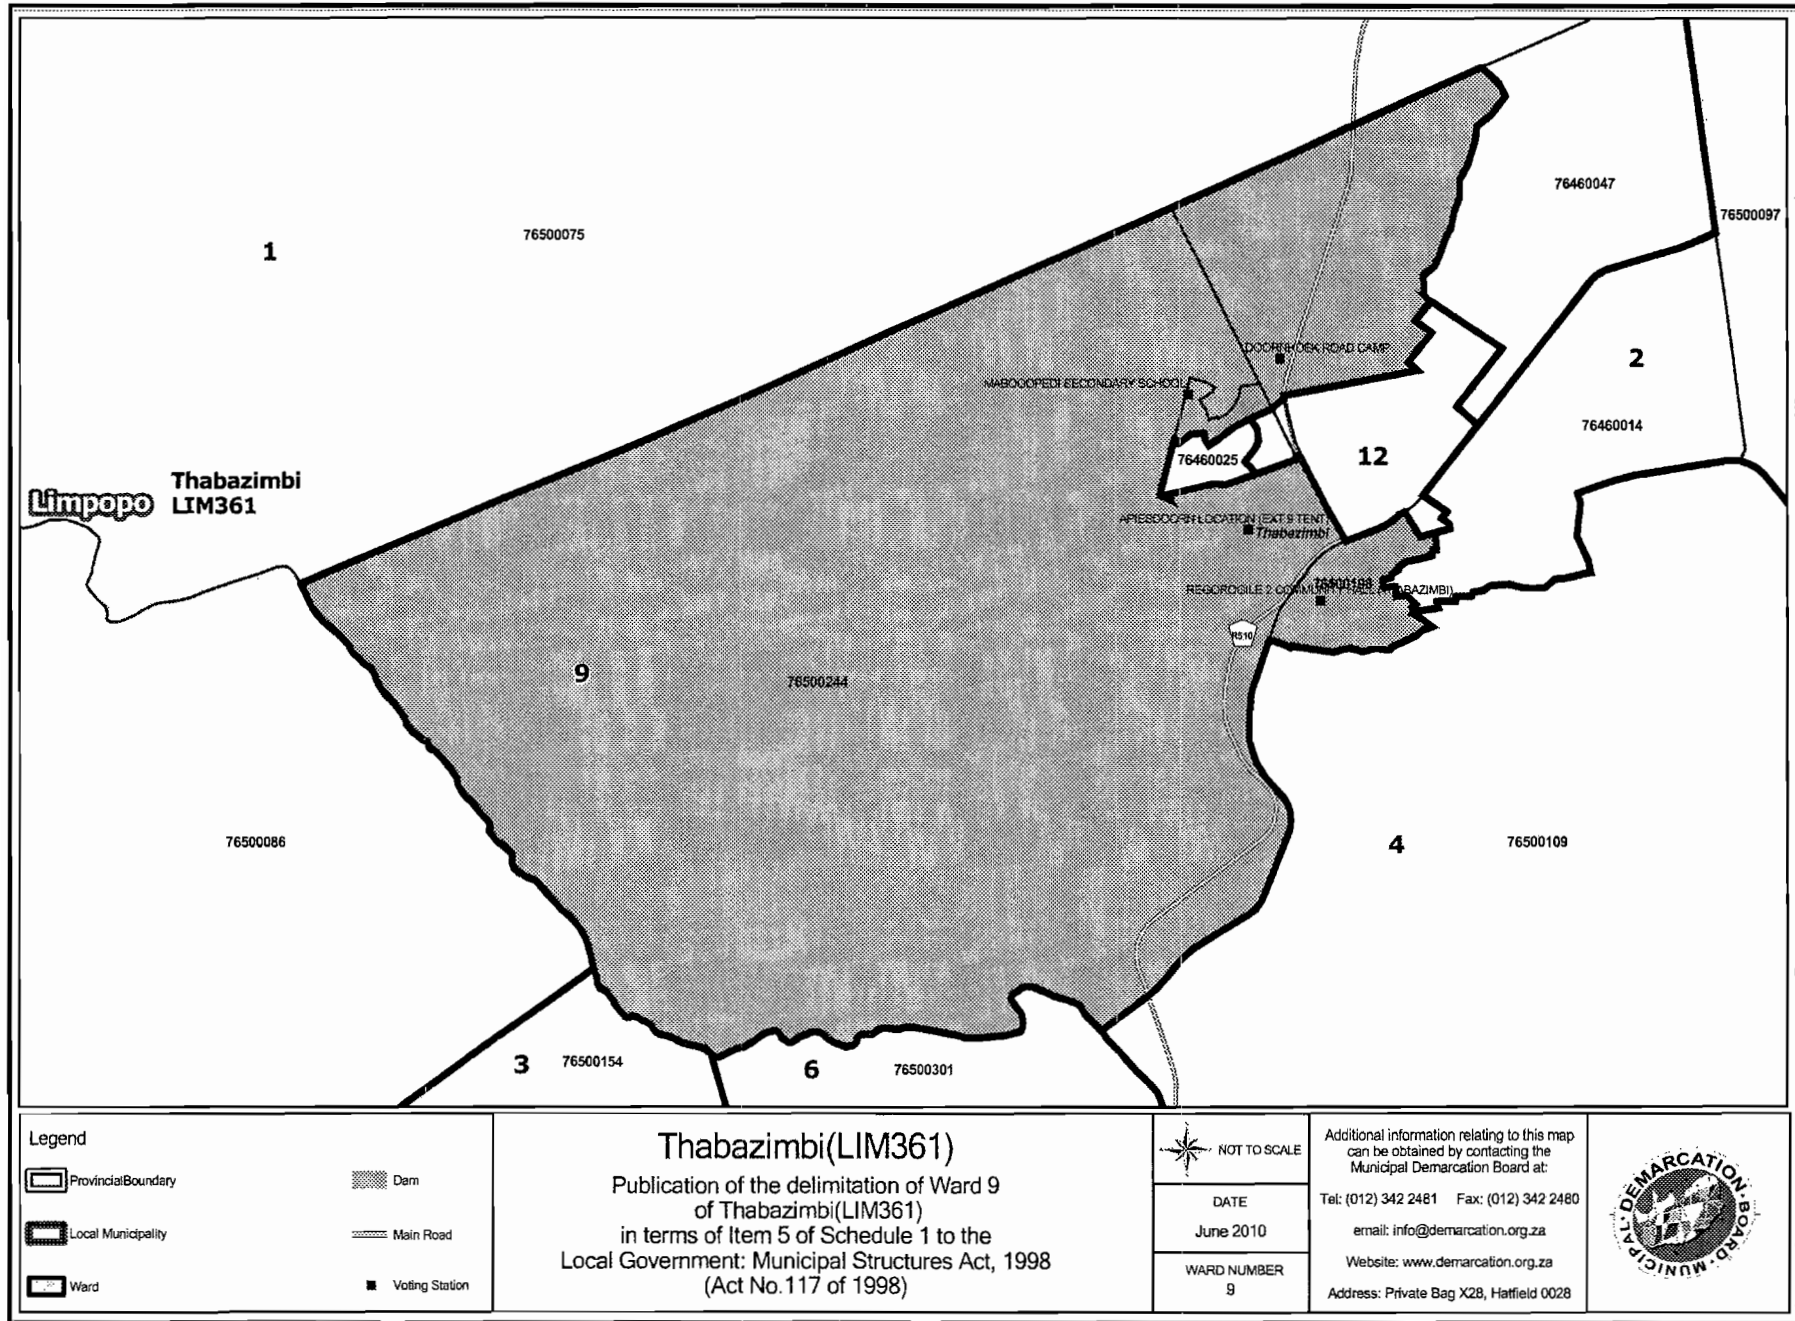 76460047
76500097
76500075
1
DOORNHOEK ROAD CAMP
2
MABOOOPEDI SECONDARY SCHOOL
76460014
76460025
12
Thabazimbi
LIM361
Limpopo
APIESDOORN LOCATION (EXT 9 TENT)
Thabazimbi
76500198
REGOROGILE 2 COMMUNITY HALL (THABAZIMBI)
R510
9
76500244
76500086
4
76500109
3
76500154
6
76500301
Legend
ProvincialBoundary
Dam
Local Municipality
Main Road
Ward
Voting Station
Thabazimbi(LIM361)
Publication of the delimitation of Ward 9
of Thabazimbi(LIM361)
in terms of Item 5 of Schedule 1 to the
Local Government: Municipal Structures Act, 1998
(Act No.117 of 1998)
NOT TO SCALE
DATE
June 2010
WARD NUMBER
9
Additional information relating to this map
can be obtained by contacting the
Municipal Demarcation Board at:
Tel: (012) 342 2481 Fax: (012) 342 2480
email: info@demarcation.org.za
Website: www.demarcation.org.za
Address: Private Bag X28, Hatfield 0028
MUNICIPAL DEMARCATION BOARD